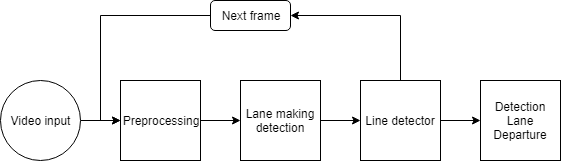 Next frame
Video input
Preprocessing
Lane making
detection
Line detector
Detection
Lane
Departure